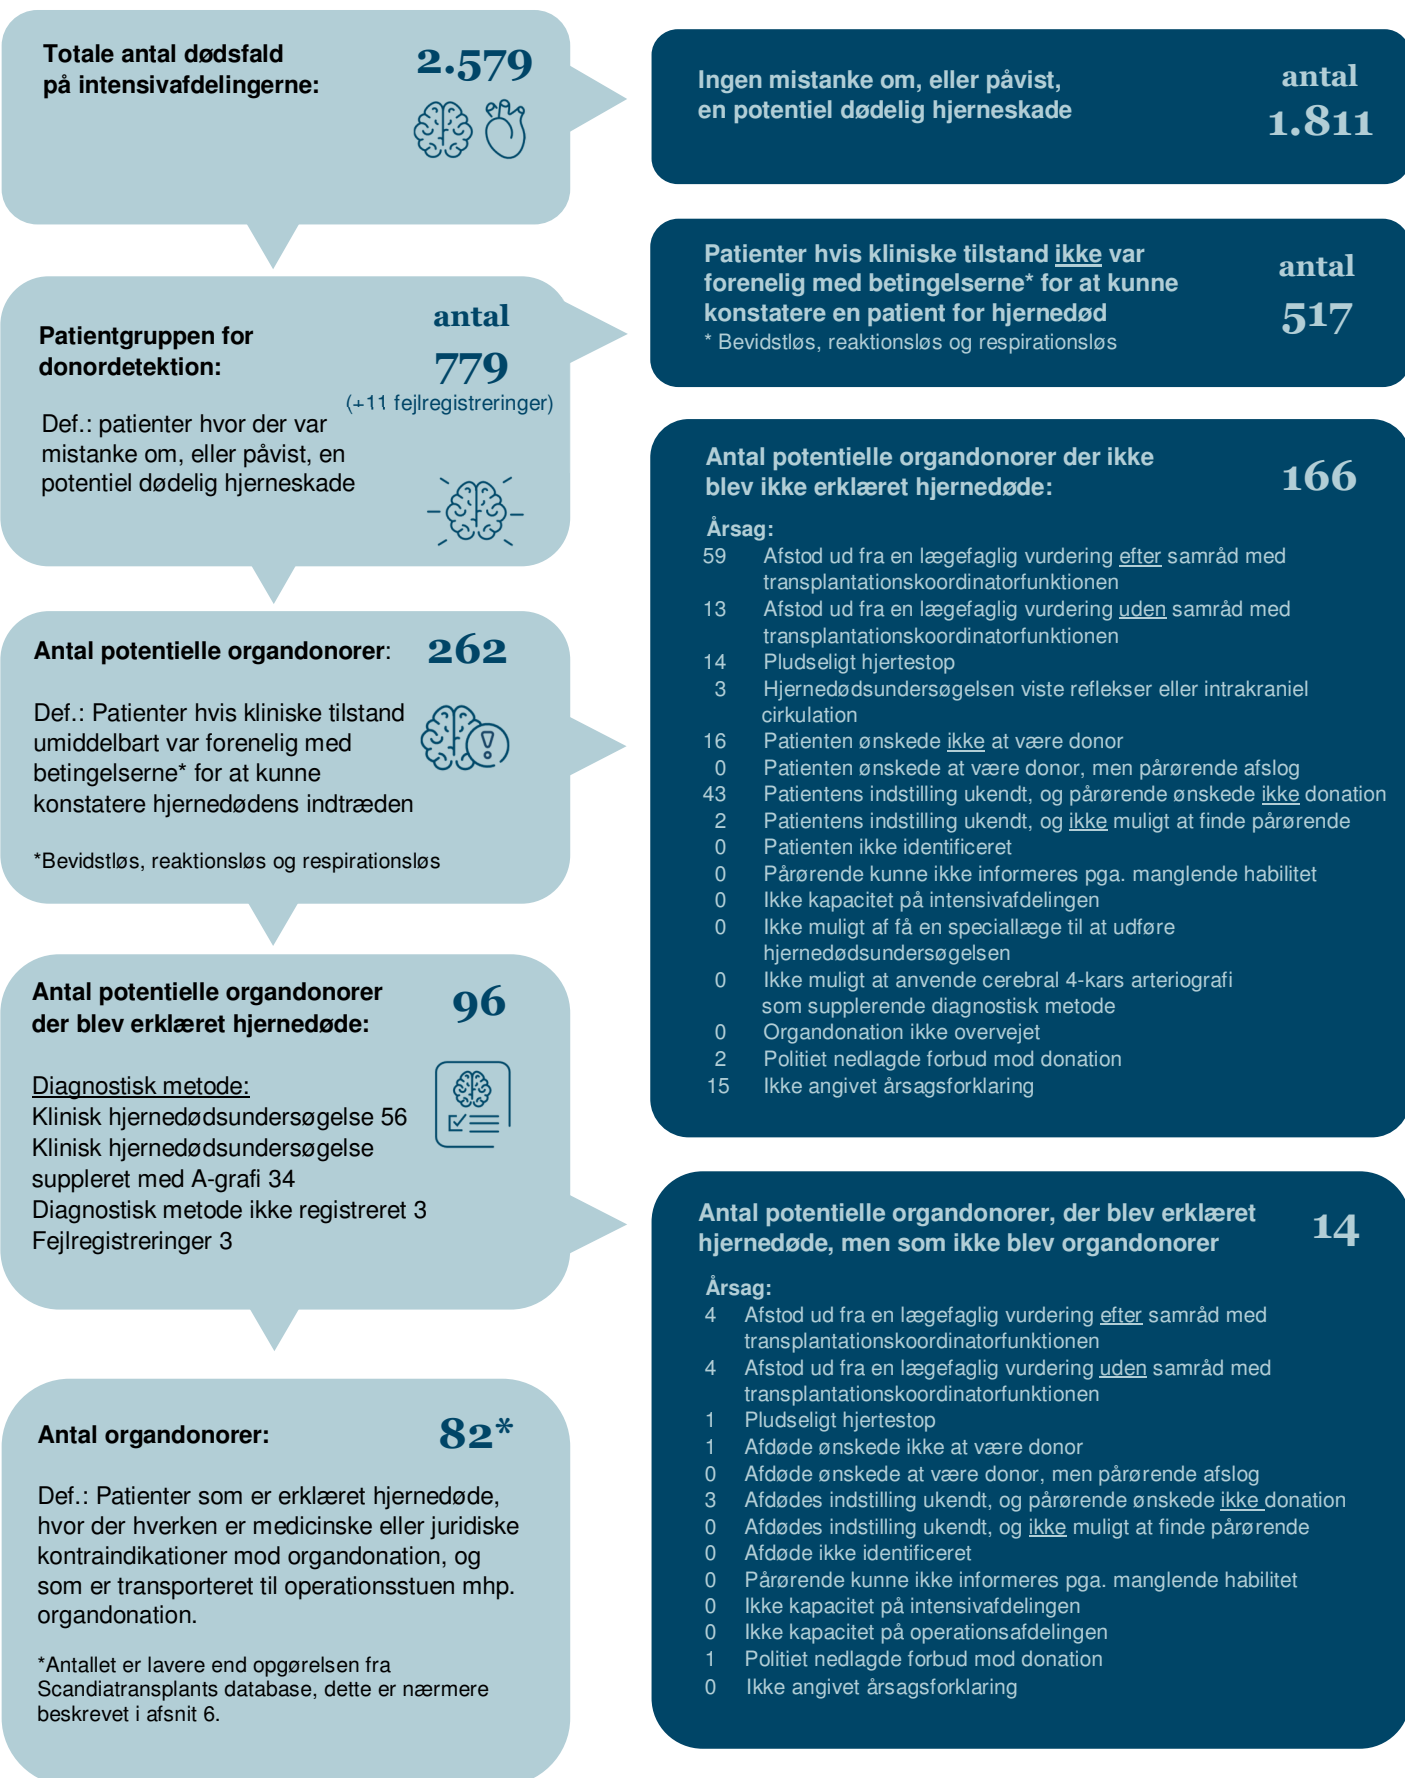 Totale antal dødsfald
på intensivafdelingerne:
2.579
Ingen mistanke om, eller påvist,
en potentiel dødelig hjerneskade
antal
1.811
Patienter hvis kliniske tilstand ikke var
forenelig med betingelserne* for at kunne
konstatere en patient for hjernedød
* Bevidstløs, reaktionsløs og respirationsløs
antal
517
Patientgruppen for
donordetektion:
antal
779
(+11 fejlregistreringer)
Def.: patienter hvor der var
mistanke om, eller påvist, en
potentiel dødelig hjerneskade
Antal potentielle organdonorer der ikke
blev ikke erklæret hjernedøde:
166
Årsag:
59 Afstod ud fra en lægefaglig vurdering efter samråd med
transplantationskoordinatorfunktionen
13 Afstod ud fra en lægefaglig vurdering uden samråd med
transplantationskoordinatorfunktionen
14 Pludseligt hjertestop
3 Hjernedødsundersøgelsen viste reflekser eller intrakraniel
cirkulation
16 Patienten ønskede ikke at være donor
0 Patienten ønskede at være donor, men pårørende afslog
43 Patientens indstilling ukendt, og pårørende ønskede ikke donation
2 Patientens indstilling ukendt, og ikke muligt at finde pårørende
0 Patienten ikke identificeret
0 Pårørende kunne ikke informeres pga. manglende habilitet
0 Ikke kapacitet på intensivafdelingen
0 Ikke muligt af få en speciallæge til at udføre
hjernedødsundersøgelsen
0 Ikke muligt at anvende cerebral 4-kars arteriografi
som supplerende diagnostisk metode
0 Organdonation ikke overvejet
2 Politiet nedlagde forbud mod donation
15 Ikke angivet årsagsforklaring
Antal potentielle organdonorer:
262
Def.: Patienter hvis kliniske tilstand
umiddelbart var forenelig med
betingelserne* for at kunne
konstatere hjernedødens indtræden
*Bevidstløs, reaktionsløs og respirationsløs
Antal potentielle organdonorer
der blev erklæret hjernedøde:
96
Diagnostisk metode:
Klinisk hjernedødsundersøgelse 56
Klinisk hjernedødsundersøgelse
suppleret med A-grafi 34
Diagnostisk metode ikke registreret 3
Fejlregistreringer 3
Antal potentielle organdonorer, der blev erklæret
hjernedøde, men som ikke blev organdonorer
14
Årsag:
4 Afstod ud fra en lægefaglig vurdering efter samråd med
transplantationskoordinatorfunktionen
4 Afstod ud fra en lægefaglig vurdering uden samråd med
transplantationskoordinatorfunktionen
1 Pludseligt hjertestop
1 Afdøde ønskede ikke at være donor
0 Afdøde ønskede at være donor, men pårørende afslog
3 Afdødes indstilling ukendt, og pårørende ønskede ikke donation
0 Afdødes indstilling ukendt, og ikke muligt at finde pårørende
0 Afdøde ikke identificeret
0 Pårørende kunne ikke informeres pga. manglende habilitet
0 Ikke kapacitet på intensivafdelingen
0 Ikke kapacitet på operationsafdelingen
1 Politiet nedlagde forbud mod donation
0 Ikke angivet årsagsforklaring
Antal organdonorer:
82*
Def.: Patienter som er erklæret hjernedøde,
hvor der hverken er medicinske eller juridiske
kontraindikationer mod organdonation, og
som er transporteret til operationsstuen mhp.
organdonation.
*Antallet er lavere end opgørelsen fra
Scandiatransplants database, dette er nærmere
beskrevet i afsnit 6.